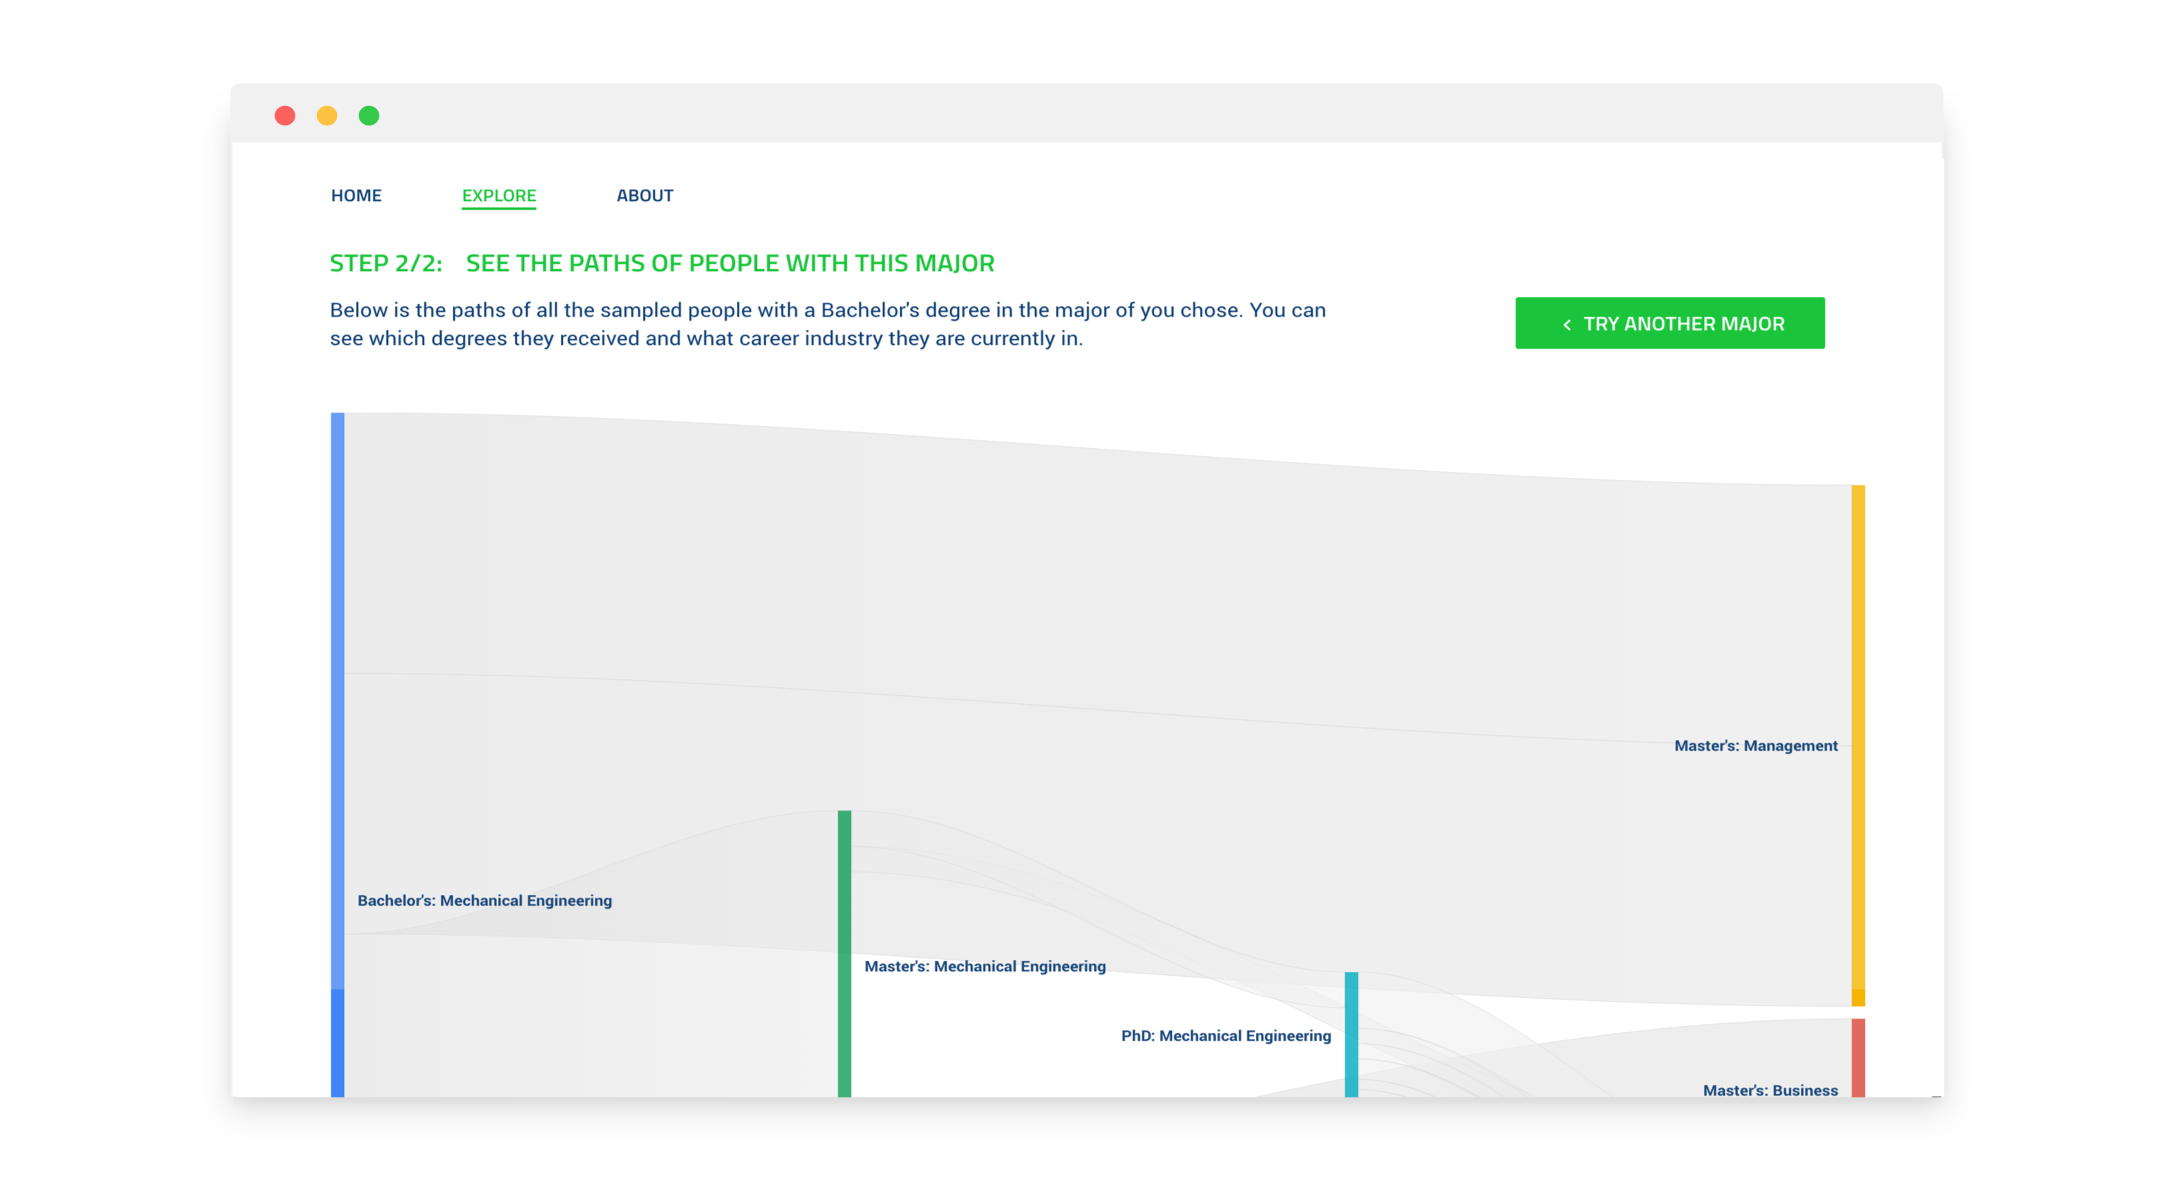 HOME EXPLORE ABOUT
STEP 2/2: SEE THE PATHS OF PEOPLE WITH THIS MAJOR
Below is the paths of all the sampled people with a Bachelor's degree in the major of you chose. You can
see which degrees they received and what career industry they are currently in.
< TRY ANOTHER MAJOR
Master's: Management
Bachelor's: Mechanical Engineering
Master's: Mechanical Engineering
PhD: Mechanical Engineering
Master's: Business